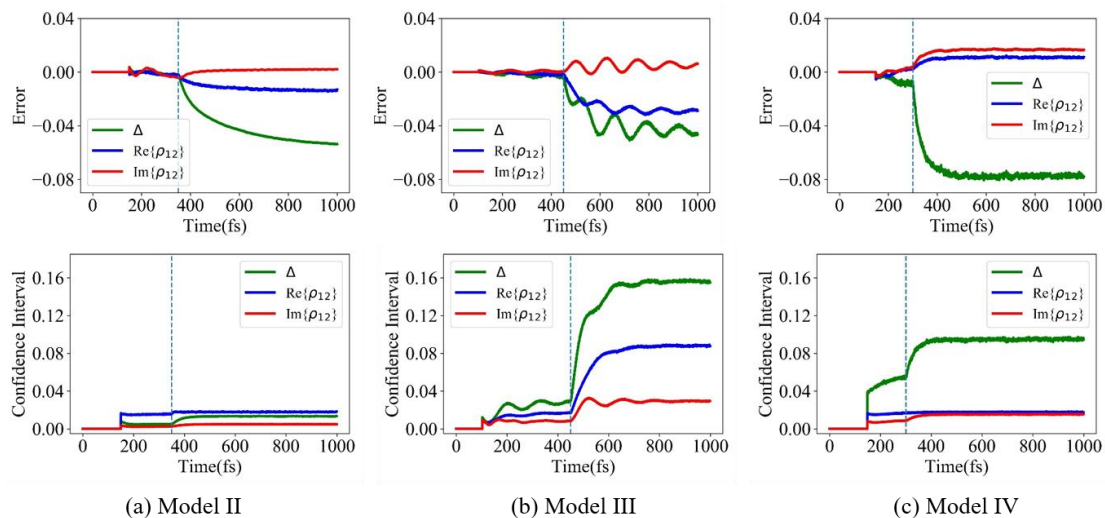 0.04
0.00
−0.04
−0.08
Error
Δ
Re{ρ12}
Im{ρ12}
0 200 400 600 800 1000
Time(fs)
0.04
0.00
−0.04
−0.08
Error
Δ
Re{ρ12}
Im{ρ12}
0 200 400 600 800 1000
Time(fs)
0.04
0.00
−0.04
−0.08
Error
Δ
Re{ρ12}
Im{ρ12}
0 200 400 600 800 1000
Time(fs)
0.16
0.12
0.08
0.04
0.00
Confidence Interval
Δ
Re{ρ12}
Im{ρ12}
0 200 400 600 800 1000
Time(fs)
0.16
0.12
0.08
0.04
0.00
Confidence Interval
Δ
Re{ρ12}
Im{ρ12}
0 200 400 600 800 1000
Time(fs)
0.16
0.12
0.08
0.04
0.00
Confidence Interval
Δ
Re{ρ12}
Im{ρ12}
0 200 400 600 800 1000
Time(fs)
(a) Model II
(b) Model III
(c) Model IV